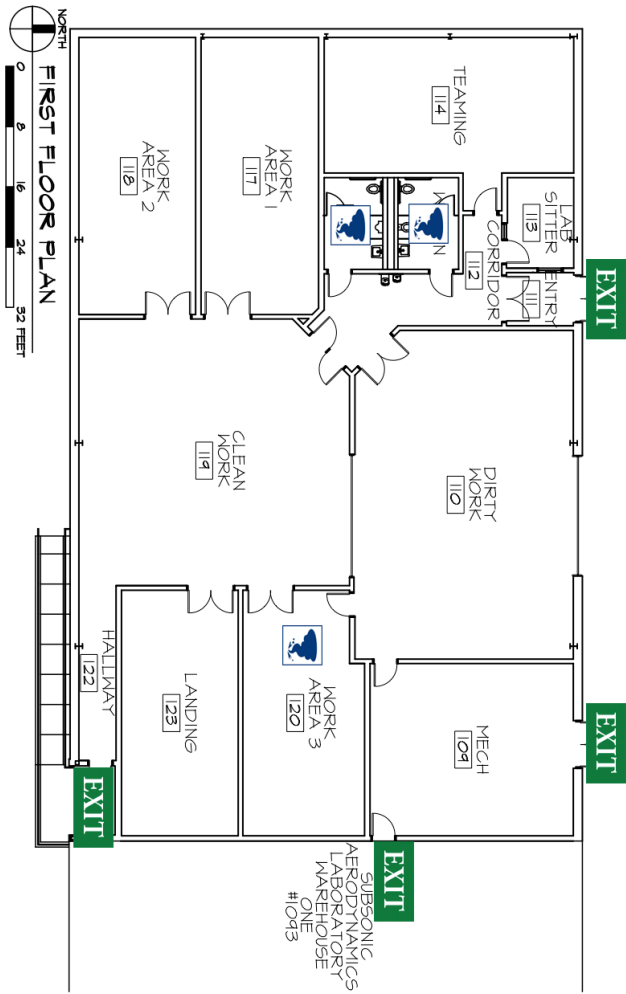 NORTH
FIRST FLOOR PLAN
0 8 16 24 32 FEET
WORK
AREA 2
118
WORK
AREA 1
117
TEAMING
114
LAB
SITTER
113
ENTRY
111
CORRIDOR
112
EXIT
CLEAN
WORK
119
DIRTY
WORK
110
HALLWAY
122
LANDING
123
WORK
AREA 3
120
MECH
109
EXIT
EXIT
EXIT
SUBSONIC
AERODYNAMICS
LABORATORY
WAREHOUSE
ONE
#1093